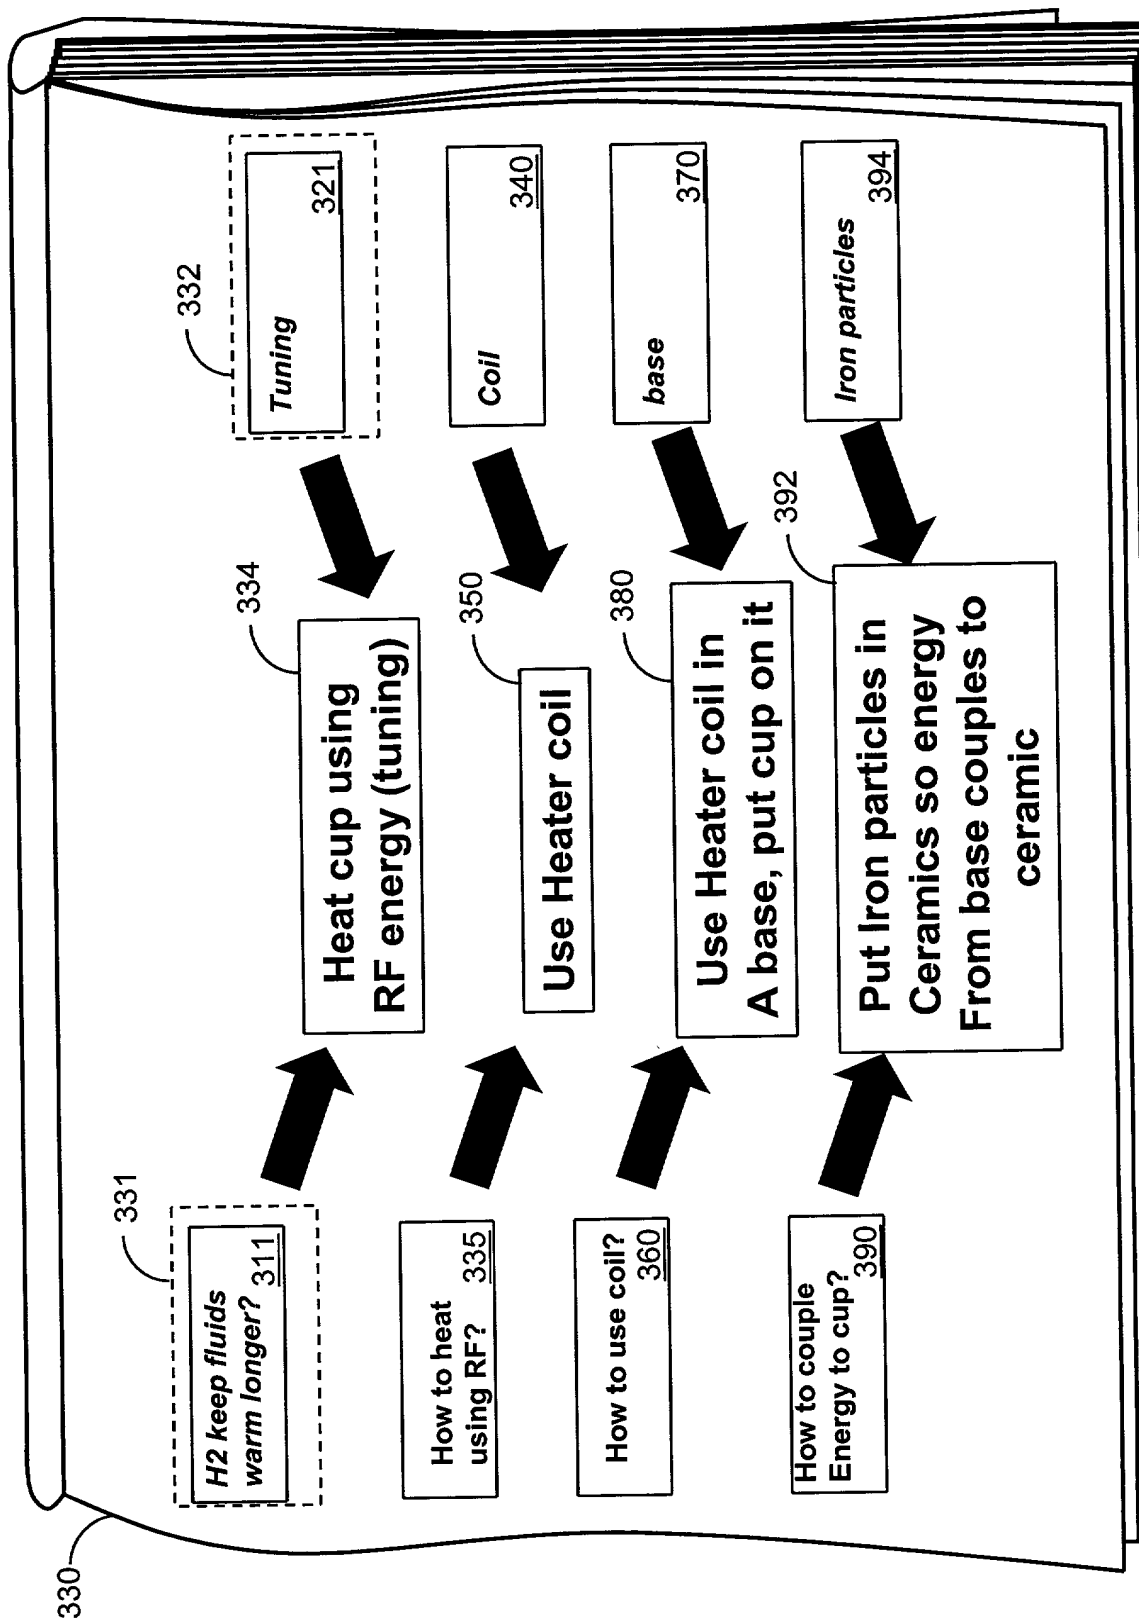 330
331
332
H2 keep fluids
warm longer?
311
334
Heat cup using
RF energy (tuning)
Tuning
321
How to heat
using RF?
335
350
Use Heater coil
Coil
340
How to use coil?
360
380
Use Heater coil in
A base, put cup on it
base
370
How to couple
Energy to cup?
390
392
Put Iron particles in
Ceramics so energy
From base couples to
ceramic
Iron particles
394